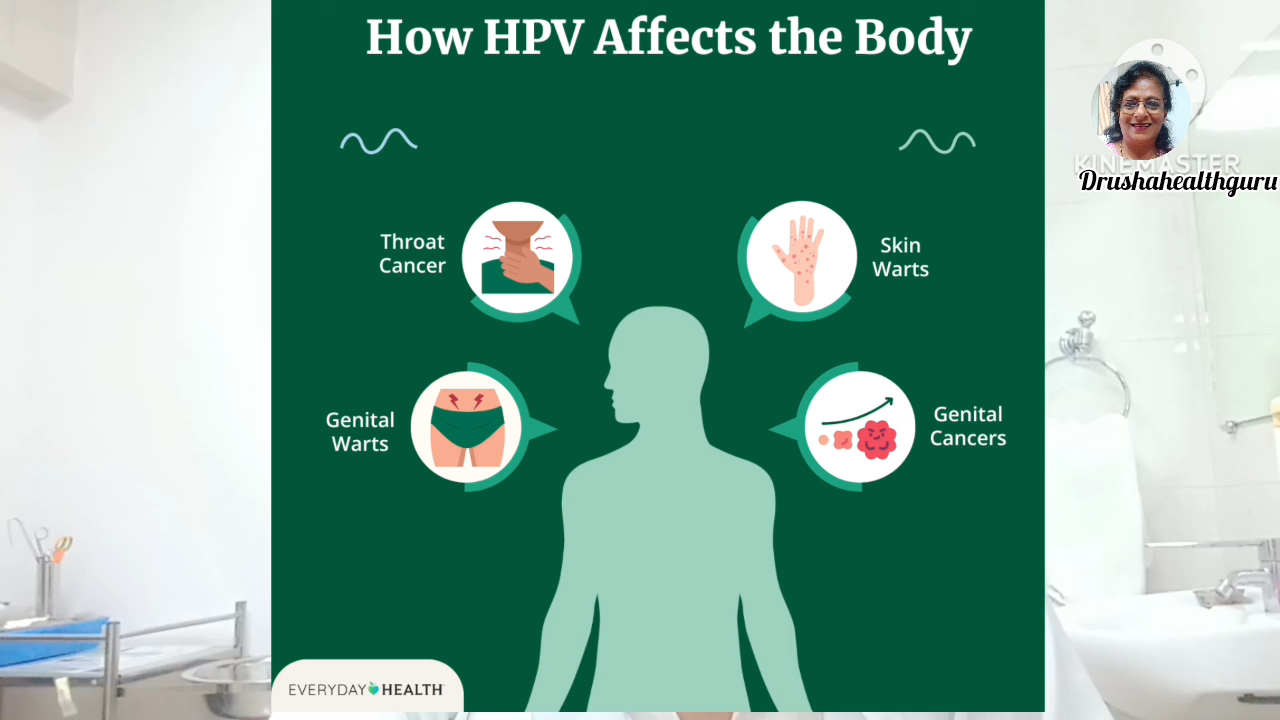 How HPV Affects the Body
KINEMASTER
Drushahealthguru
Throat
Cancer
Skin
Warts
Genital
Warts
Genital
Cancers
EVERYDAY HEALTH